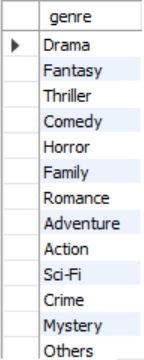 genre
Drama
Fantasy
Thriller
Comedy
Horror
Family
Romance
Adventure
Action
Sci-Fi
Crime
Mystery
Others